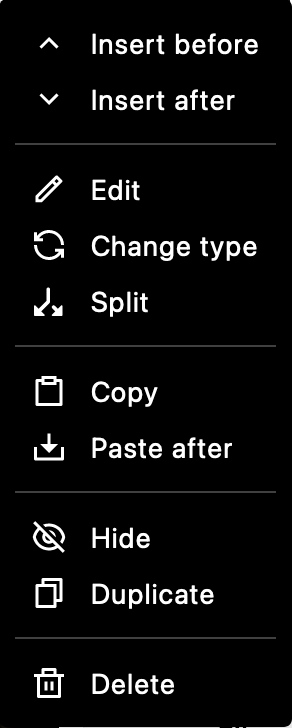 Insert before
Insert after
Edit
Change type
Split
Copy
Paste after
Hide
Duplicate
Delete